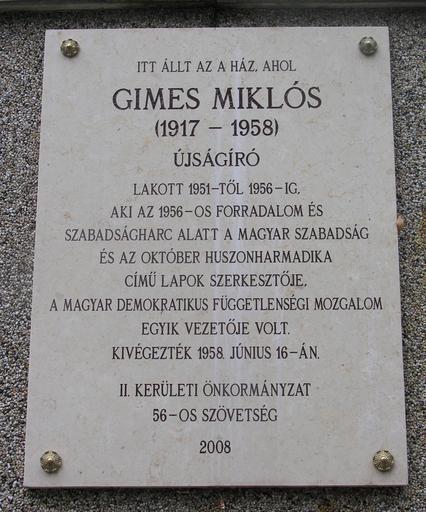 ITT ÁLLT AZ A HÁZ, AHOL
GIMES MIKLÓS
(1917 – 1958)
ÚJSÁGÍRÓ
LAKOTT 1951-TŐL 1956-IG,
AKI AZ 1956-OS FORRADALOM ÉS
SZABADSÁGHARC ALATT A MAGYAR SZABADSÁG
ÉS AZ OKTÓBER HUSZONHARMADIKA
CÍMŰ LAPOK SZERKESZTŐJE,
A MAGYAR DEMOKRATIKUS FÜGGETLENSÉGI MOZGALOM
EGYIK VEZETŐJE VOLT.
KIVÉGEZTÉK 1958. JÚNIUS 16-ÁN.
II. KERÜLETI ÖNKORMÁNYZAT
56-OS SZÖVETSÉG
2008